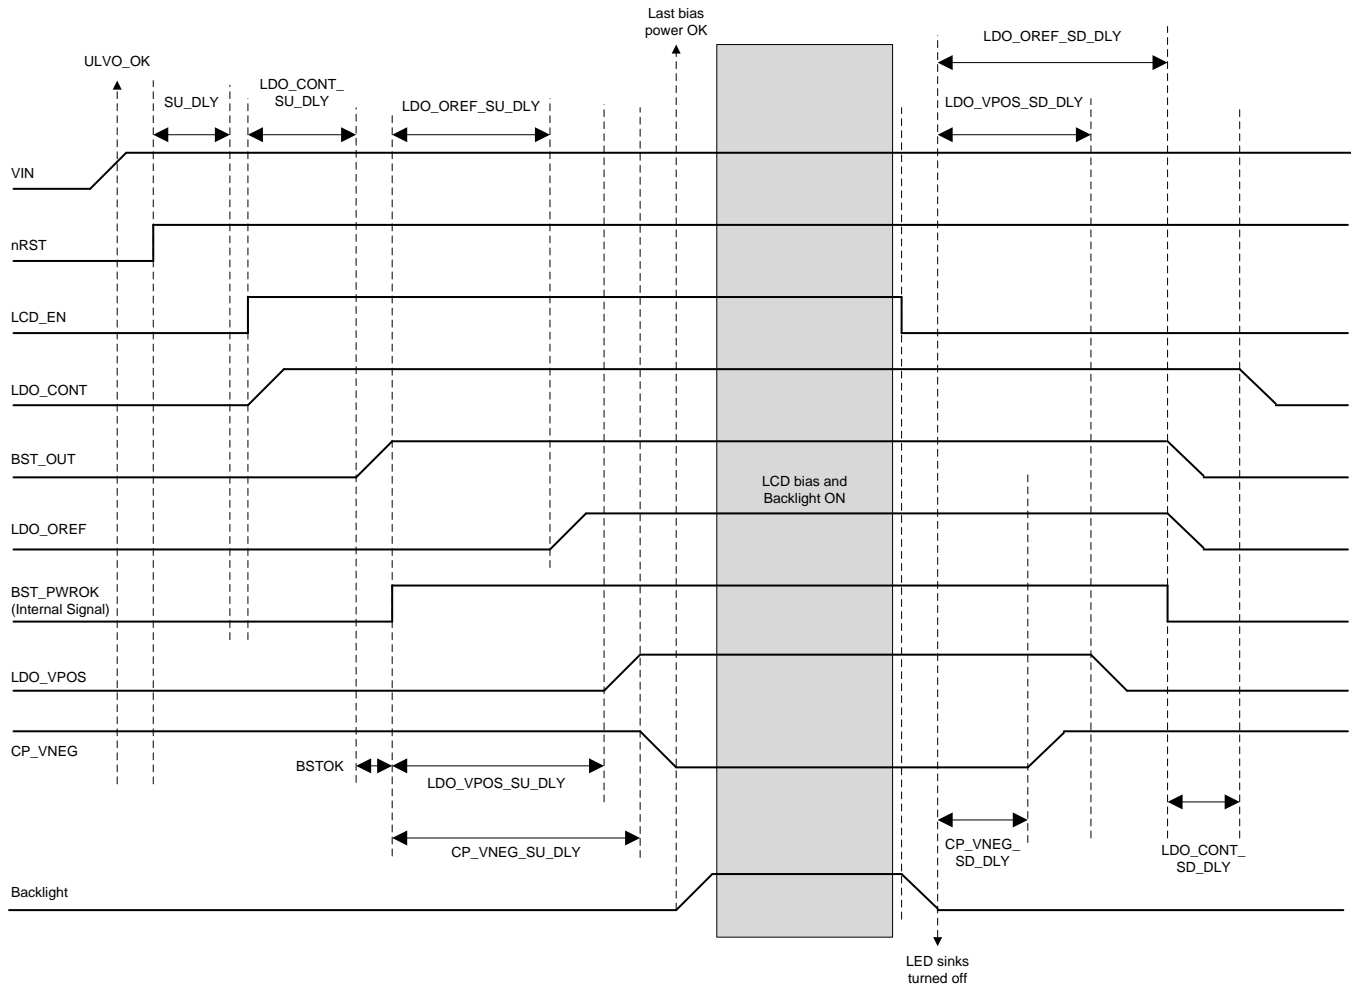 Last bias
power OK
LDO_OREF_SD_DLY
ULVO_OK
LDO_CONT_
SU_DLY
SU_DLY
LDO_OREF_SU_DLY
LDO_VPOS_SD_DLY
VIN
nRST
LCD_EN
LDO_CONT
BST_OUT
LCD bias and
Backlight ON
LDO_OREF
BST_PWROK
(Internal Signal)
LDO_VPOS
CP_VNEG
BSTOK
LDO_VPOS_SU_DLY
CP_VNEG_SU_DLY
CP_VNEG_
SD_DLY
LDO_CONT_
SD_DLY
Backlight
LED sinks
turned off